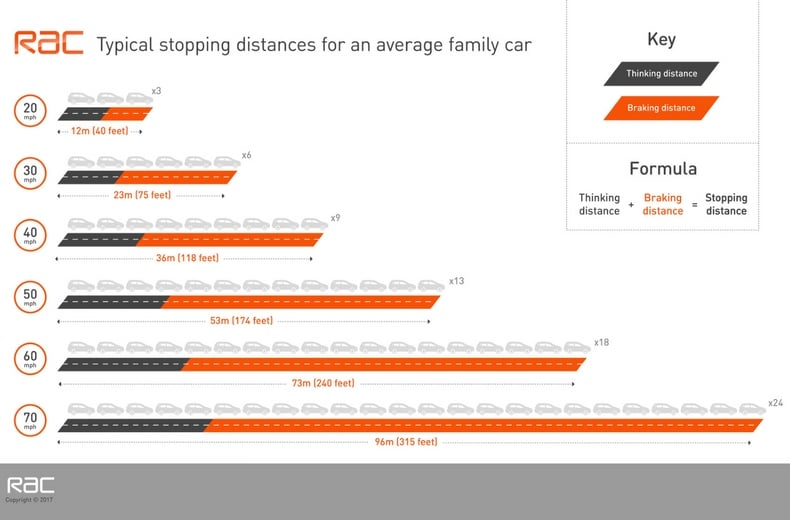 RAC Typical stopping distances for an average family car
Key
Thinking distance
Braking distance
Formula
Thinking distance + Braking distance = Stopping distance
20 mph
x3
12m (40 feet)
30 mph
x6
23m (75 feet)
40 mph
x9
36m (118 feet)
50 mph
x13
53m (174 feet)
60 mph
x18
73m (240 feet)
70 mph
x24
96m (315 feet)
RAC
Copyright © 2017